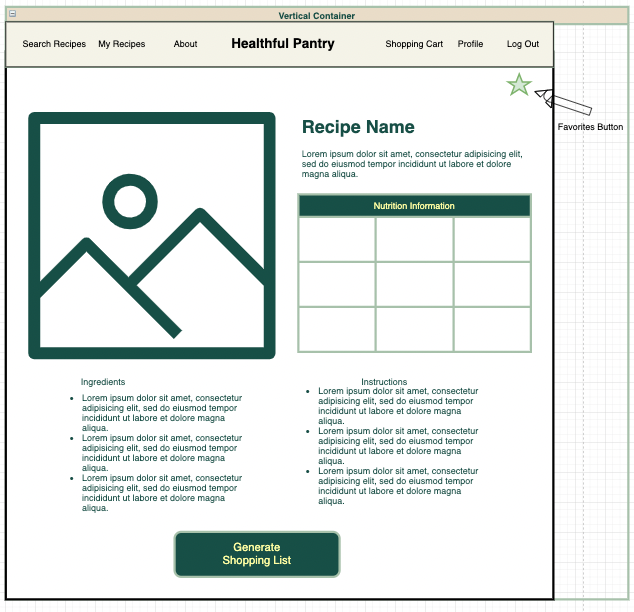 Vertical Container
Search Recipes
My Recipes
About
Healthful Pantry
Shopping Cart
Profile
Log Out
Favorites Button
Recipe Name
Lorem ipsum dolor sit amet, consectetur adipisicing elit,
sed do eiusmod tempor incididunt ut labore et dolore
magna aliqua.
Nutrition Information
Ingredients
• Lorem ipsum dolor sit amet, consectetur
adipisicing elit, sed do eiusmod tempor
incididunt ut labore et dolore magna
aliqua.
• Lorem ipsum dolor sit amet, consectetur
adipisicing elit, sed do eiusmod tempor
incididunt ut labore et dolore magna
aliqua.
• Lorem ipsum dolor sit amet, consectetur
adipisicing elit, sed do eiusmod tempor
incididunt ut labore et dolore magna
aliqua.
Instructions
• Lorem ipsum dolor sit amet, consectetur
adipisicing elit, sed do eiusmod tempor
incididunt ut labore et dolore magna
aliqua.
• Lorem ipsum dolor sit amet, consectetur
adipisicing elit, sed do eiusmod tempor
incididunt ut labore et dolore magna
aliqua.
• Lorem ipsum dolor sit amet, consectetur
adipisicing elit, sed do eiusmod tempor
incididunt ut labore et dolore magna
aliqua.
Generate
Shopping List